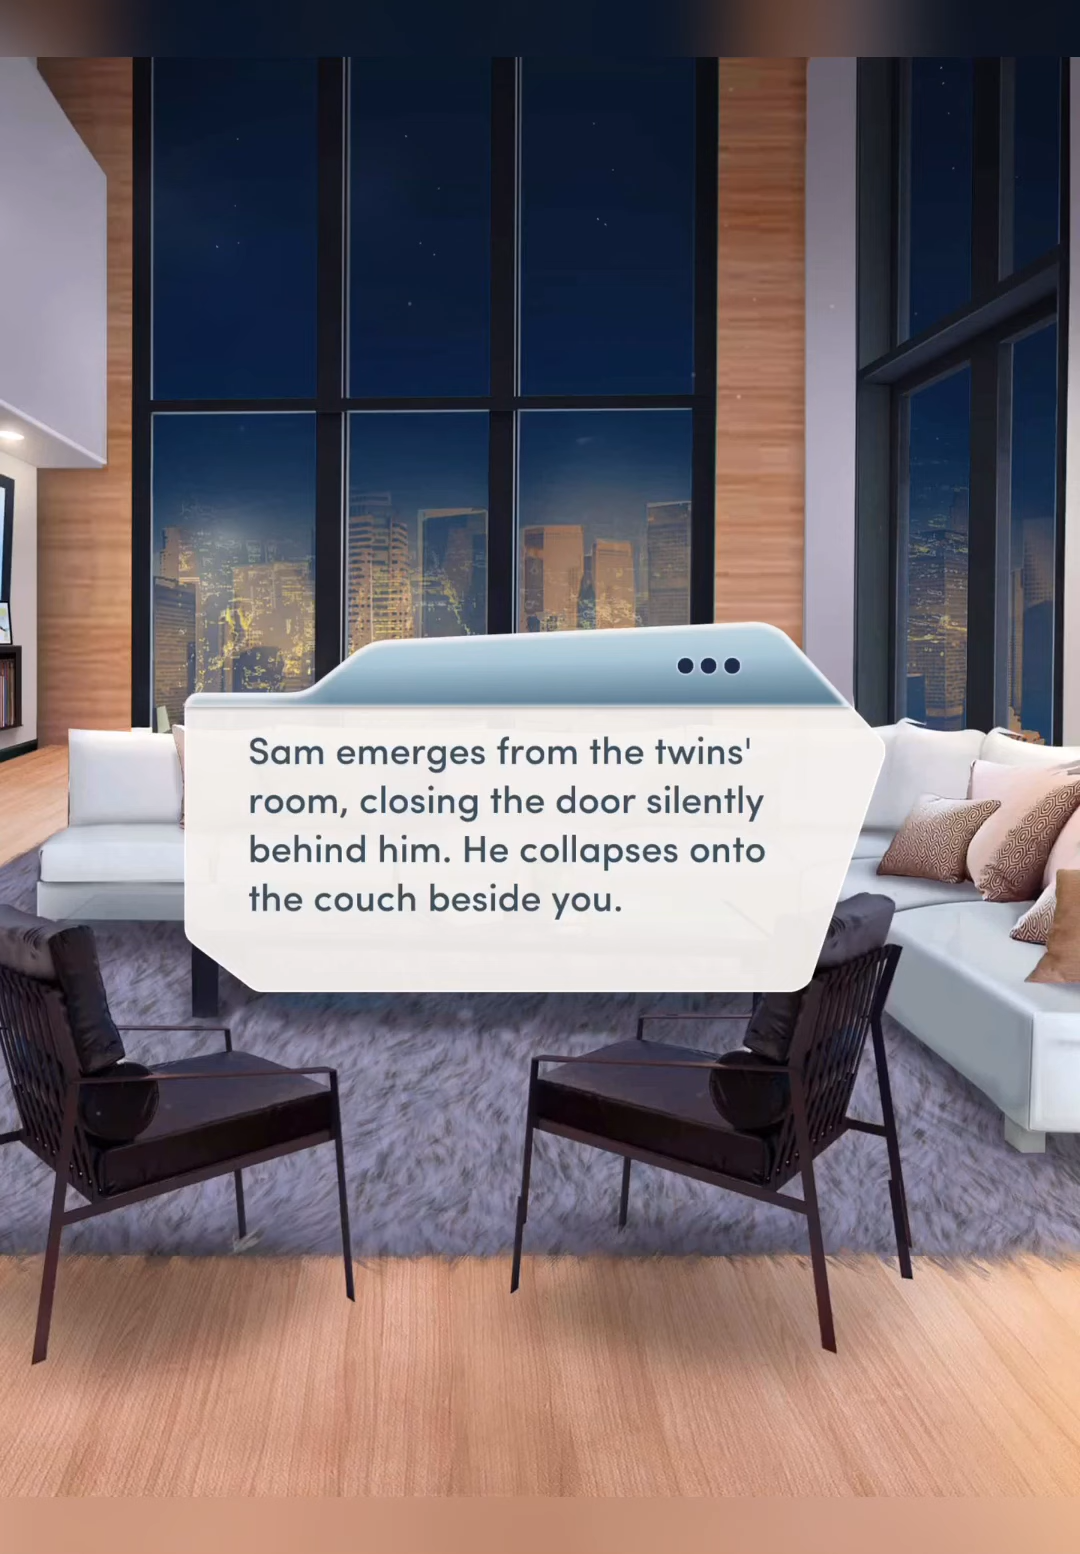 Sam emerges from the twins'
room, closing the door silently
behind him. He collapses onto
the couch beside you.